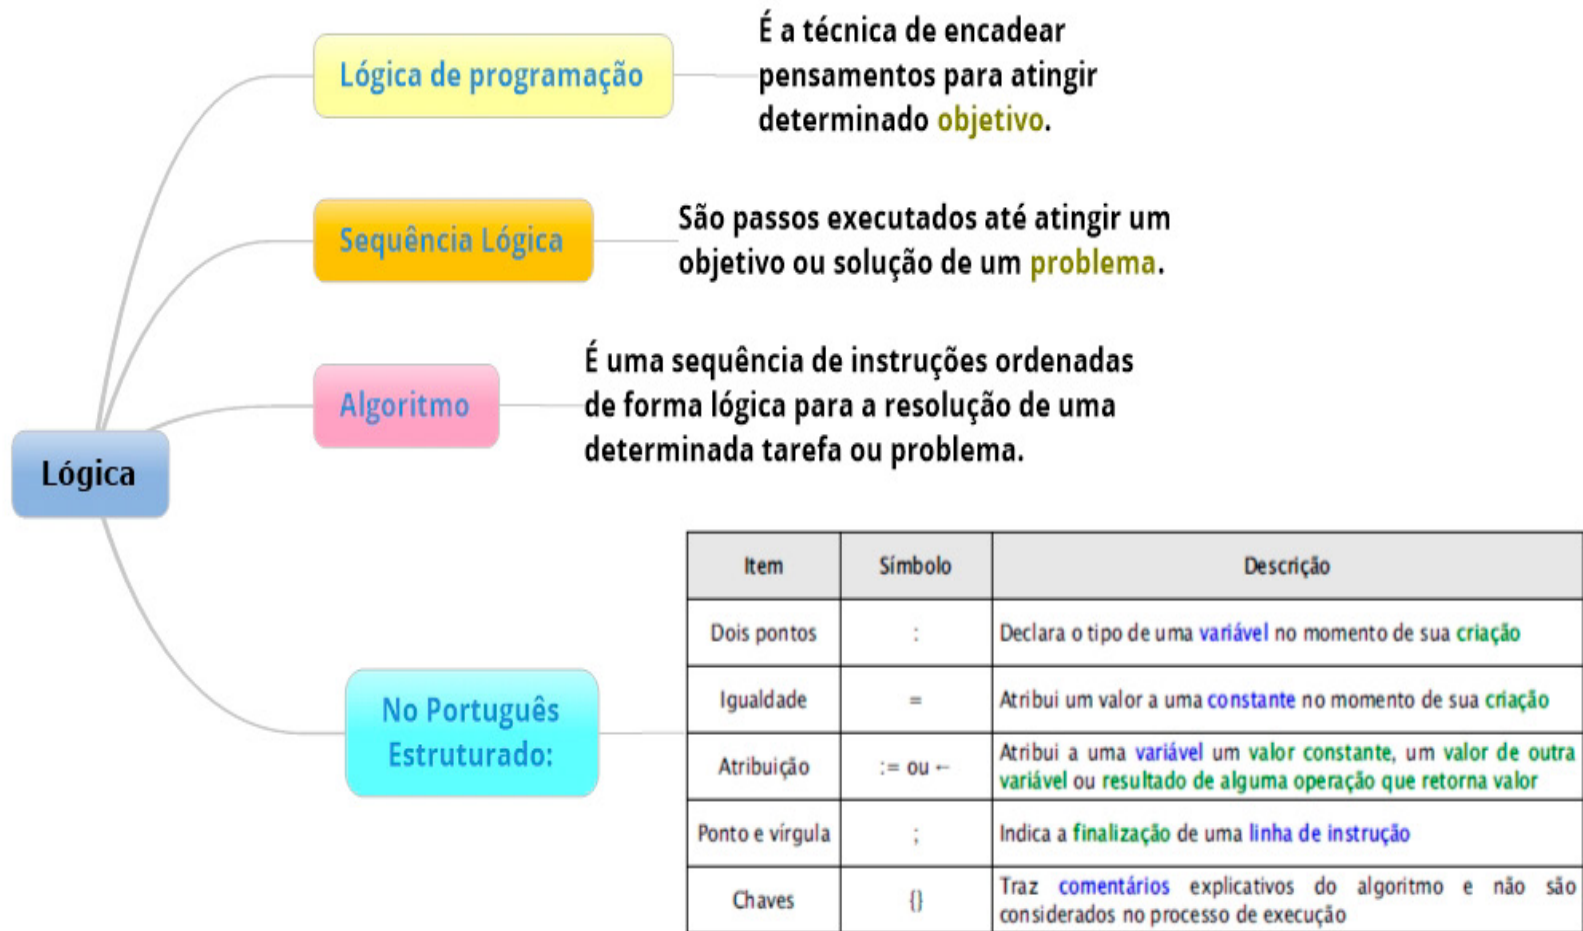 Lógica
Lógica de programação
É a técnica de encadear
pensamentos para atingir
determinado objetivo.
Sequência Lógica
São passos executados até atingir um
objetivo ou solução de um problema.
Algoritmo
É uma sequência de instruções ordenadas
de forma lógica para a resolução de uma
determinada tarefa ou problema.
No Português
Estruturado:
Item Símbolo Descrição
Dois pontos : Declara o tipo de uma variável no momento de sua criação
Igualdade = Atribui um valor a uma constante no momento de sua criação
Atribuição := ou ← Atribui a uma variável um valor constante, um valor de outra
variável ou resultado de alguma operação que retorna valor
Ponto e vírgula ; Indica a finalização de uma linha de instrução
Chaves {} Traz comentários explicativos do algoritmo e não são
considerados no processo de execução